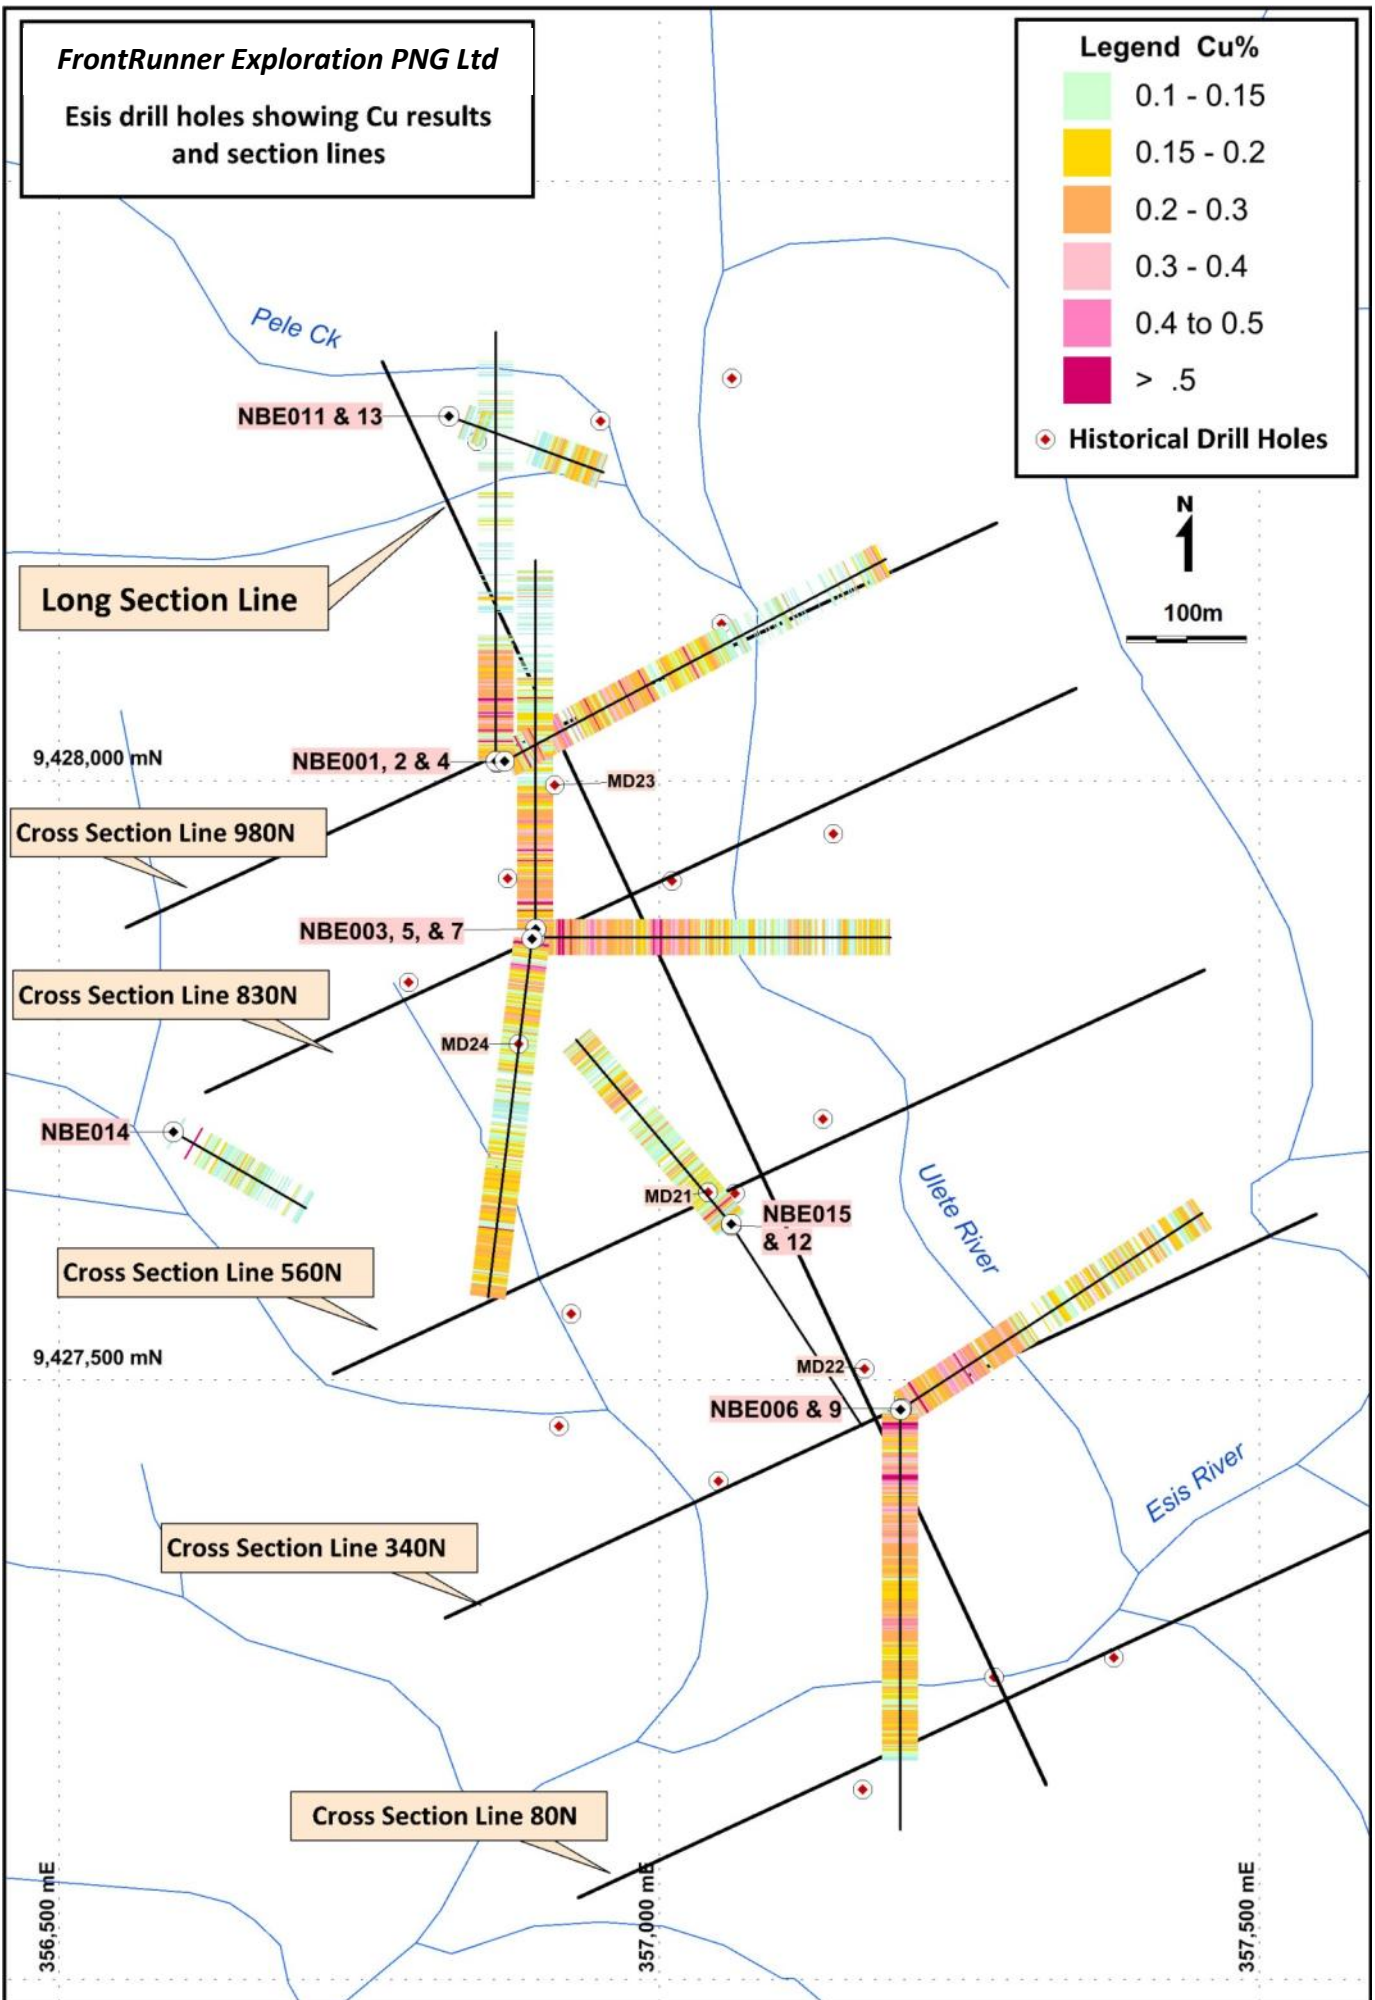 FrontRunner Exploration PNG Ltd
Esis drill holes showing Cu results
and section lines
Legend Cu%
0.1 - 0.15
0.15 - 0.2
0.2 - 0.3
0.3 - 0.4
0.4 to 0.5
> .5
Historical Drill Holes
N
100m
Pele Ck
NBE011 & 13
Long Section Line
9,428,000 mN
NBE001, 2 & 4
MD23
Cross Section Line 980N
NBE003, 5, & 7
Cross Section Line 830N
MD24
NBE014
MD21
NBE015
& 12
Ulete River
Cross Section Line 560N
9,427,500 mN
MD22
NBE006 & 9
Esis River
Cross Section Line 340N
Cross Section Line 80N
356,500 mE
357,000 mE
357,500 mE